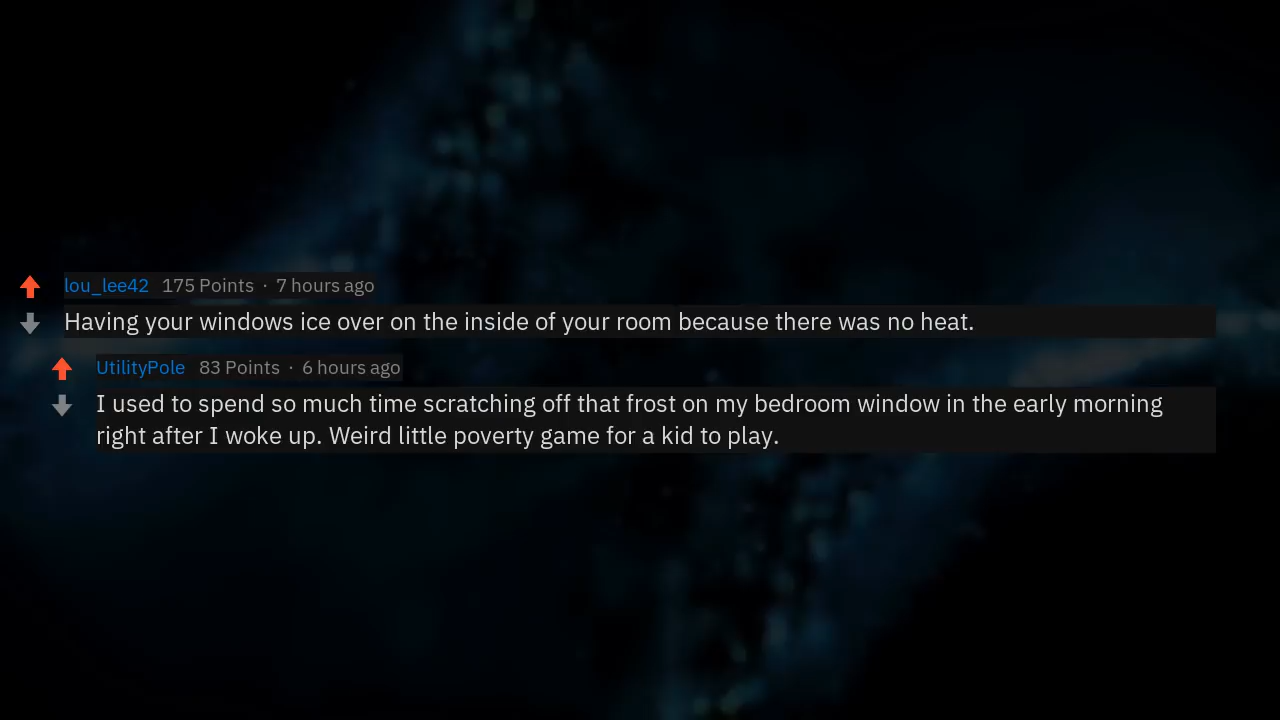 lou_lee42 175 Points · 7 hours ago
Having your windows ice over on the inside of your room because there was no heat.
UtilityPole 83 Points · 6 hours ago
I used to spend so much time scratching off that frost on my bedroom window in the early morning
right after I woke up. Weird little poverty game for a kid to play.